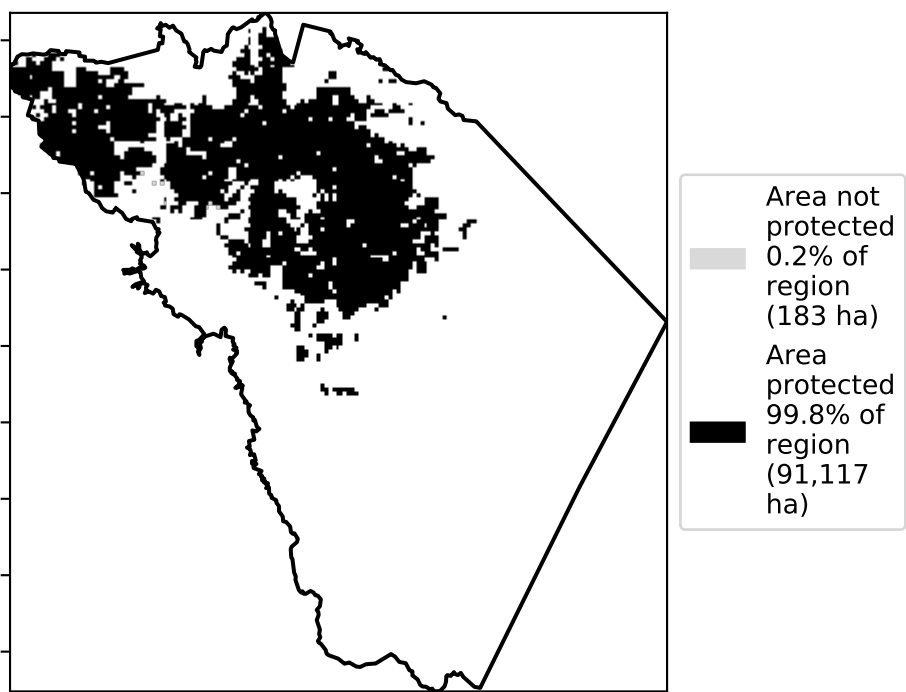 Area not
protected
0.2% of
region
(183 ha)
Area
protected
99.8% of
region
(91,117
ha)